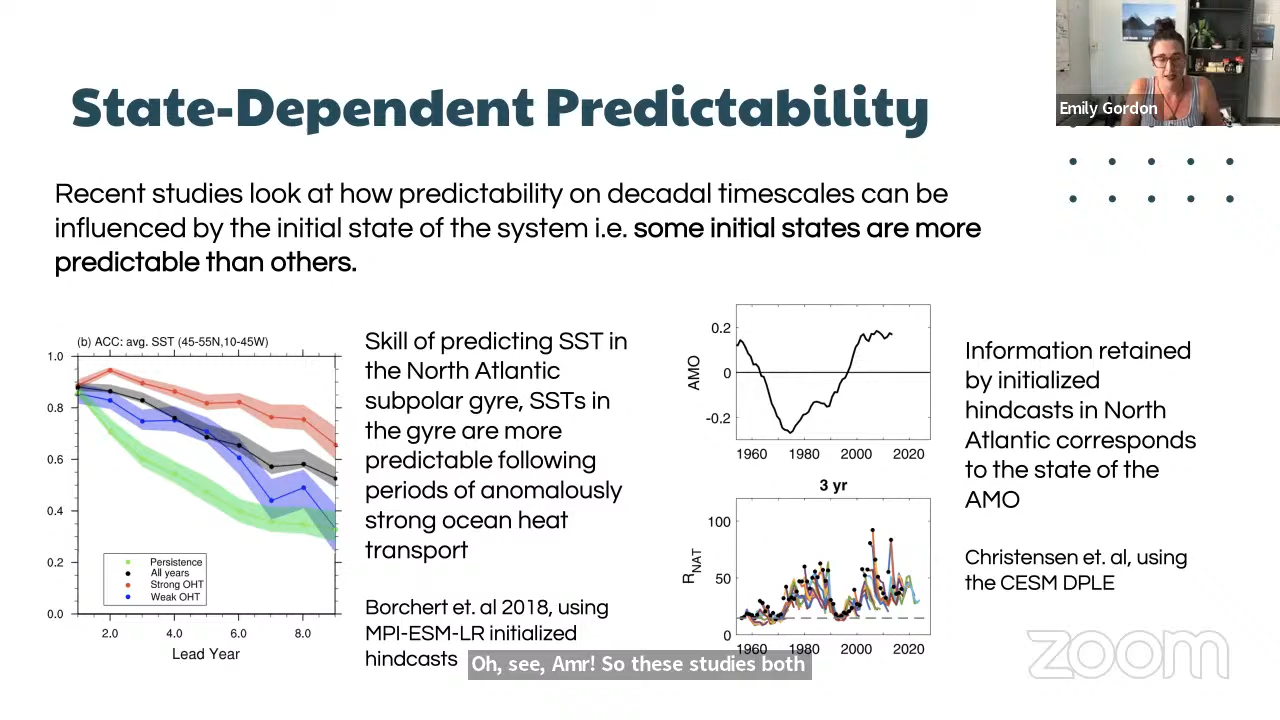 State-Dependent Predictability
Emily Gordon
Recent studies look at how predictability on decadal timescales can be
influenced by the initial state of the system i.e. some initial states are more
predictable than others.
(b) ACC: avg. SST (45-55N,10-45W)
1.0
0.8
0.6
0.4
0.2
0.0
Persistence
All years
Strong OHT
Weak OHT
2.0 4.0 6.0 8.0
Lead Year
Skill of predicting SST in
the North Atlantic
subpolar gyre, SSTs in
the gyre are more
predictable following
periods of anomalously
strong ocean heat
transport
Borchert et. al 2018, using
MPI-ESM-LR initialized
hindcasts
AMO
0.2
0
-0.2
1960 1980 2000 2020
3 yr
RNAT
100
50
0
1960 1980 2000 2020
Information retained
by initialized
hindcasts in North
Atlantic corresponds
to the state of the
AMO
Christensen et. al, using
the CESM DPLE
Oh, see, Amr! So these studies both
zoom